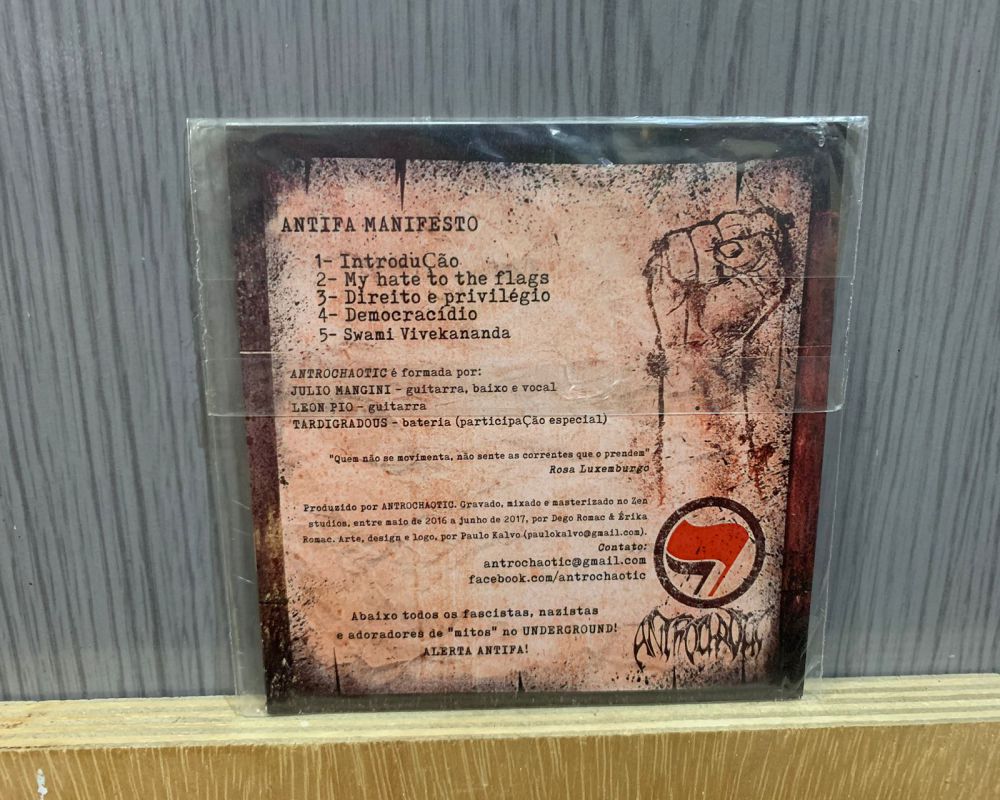 ANTIFA MANIFESTO
1- IntroduÇão
2- My hate to the flags
3- Direito e privilégio
4- Democracídio
5- Swami Vivekananda
ANTROCHAOTIC é formada por:
JULIO MANGINI - guitarra, baixo e vocal
LEON PIO - guitarra
TARDIGRADOUS - bateria (participaÇão especial)
"Quem não se movimenta, não sente as correntes que o prendem"
Rosa Luxemburgo
Produzido por ANTROCHAOTIC. Gravado, mixado e masterizado no Zen
studios, entre maio de 2016 a junho de 2017, por Dego Romac & Érika
Romac. Arte, design e logo, por Paulo Kalvo (paulokalvo@gmail.com).
Contato:
antrochaotic@gmail.com
facebook.com/antrochaotic
Abaixo todos os fascistas, nazistas
e adoradores de "mitos" no UNDERGROUND!
ALERTA ANTIFA!
ANTROCHAOTIC